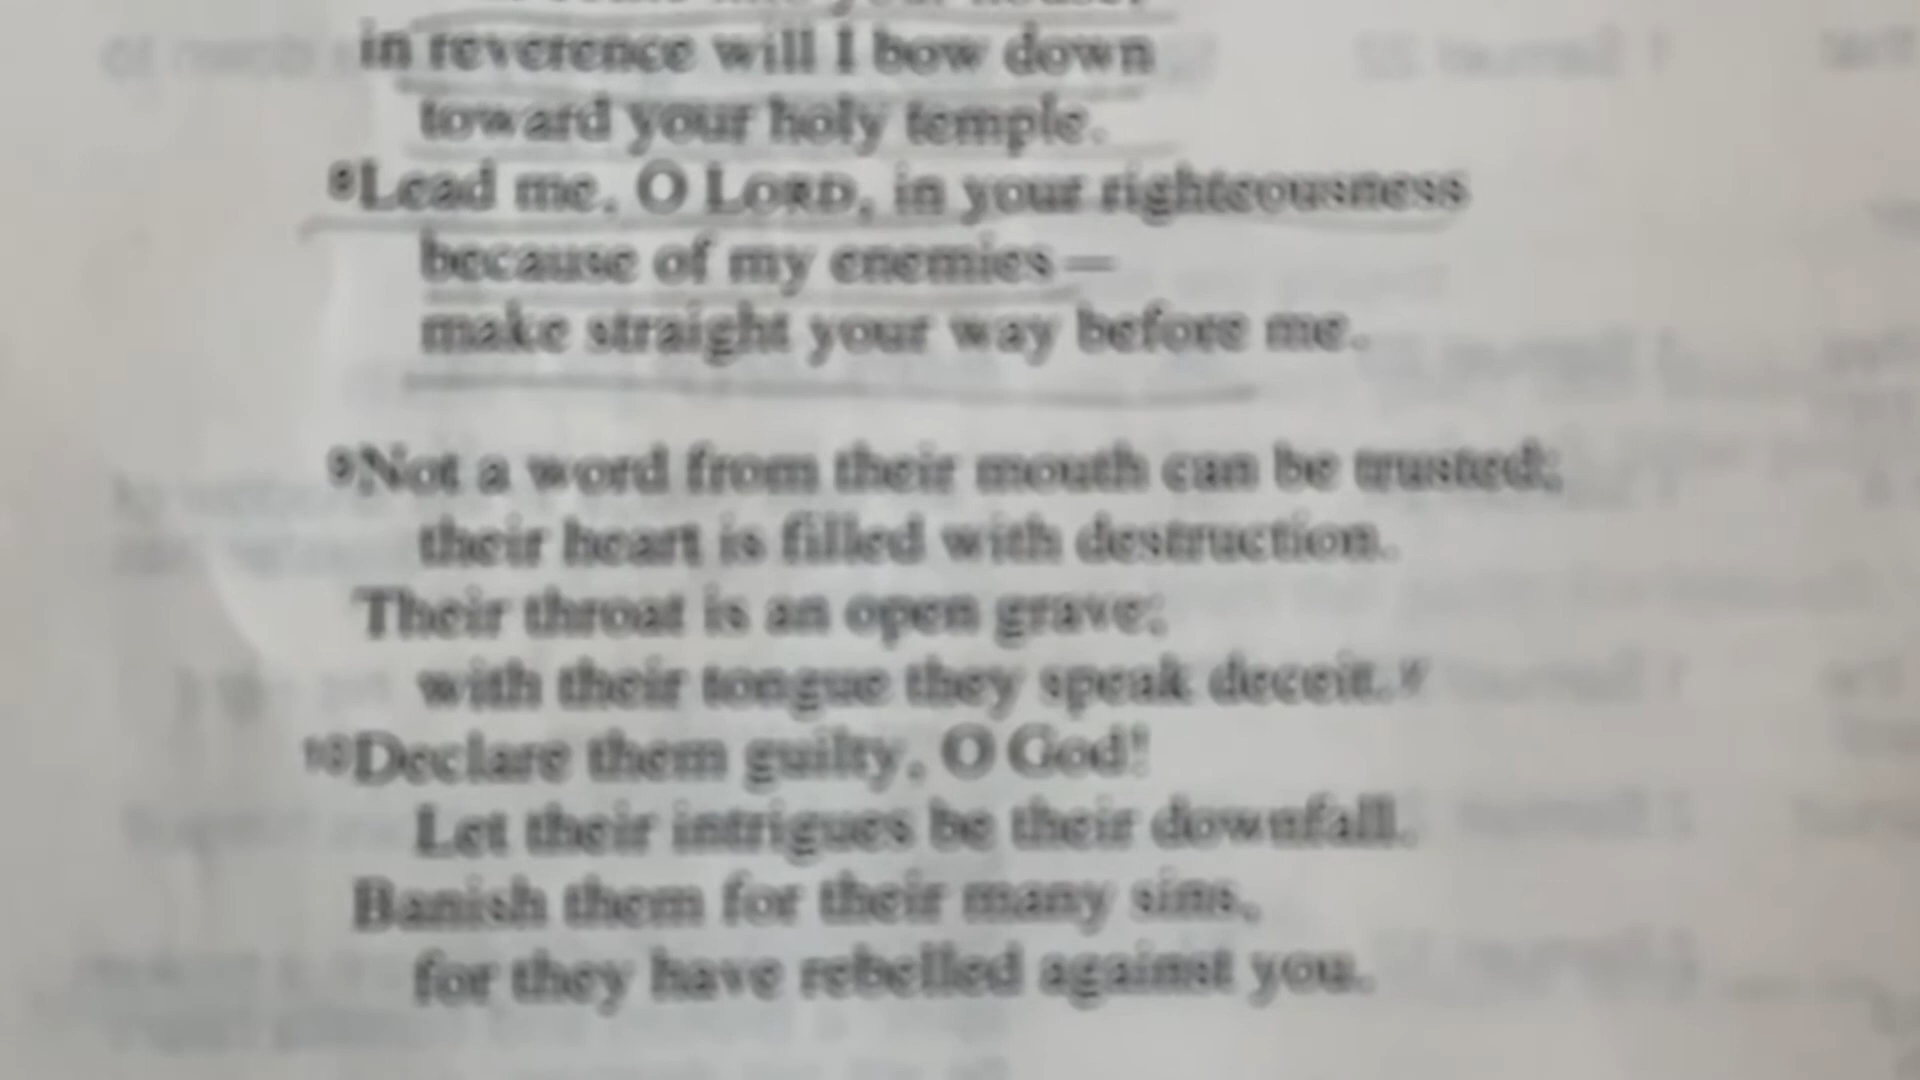 your house;
in reverence will I bow down
toward your holy temple.
8Lead me, O LORD, in your righteousness
because of my enemies—
make straight your way before me.
9Not a word from their mouth can be trusted;
their heart is filled with destruction.
Their throat is an open grave;
with their tongue they speak deceit.
10Declare them guilty, O God!
Let their intrigues be their downfall.
Banish them for their many sins,
for they have rebelled against you.